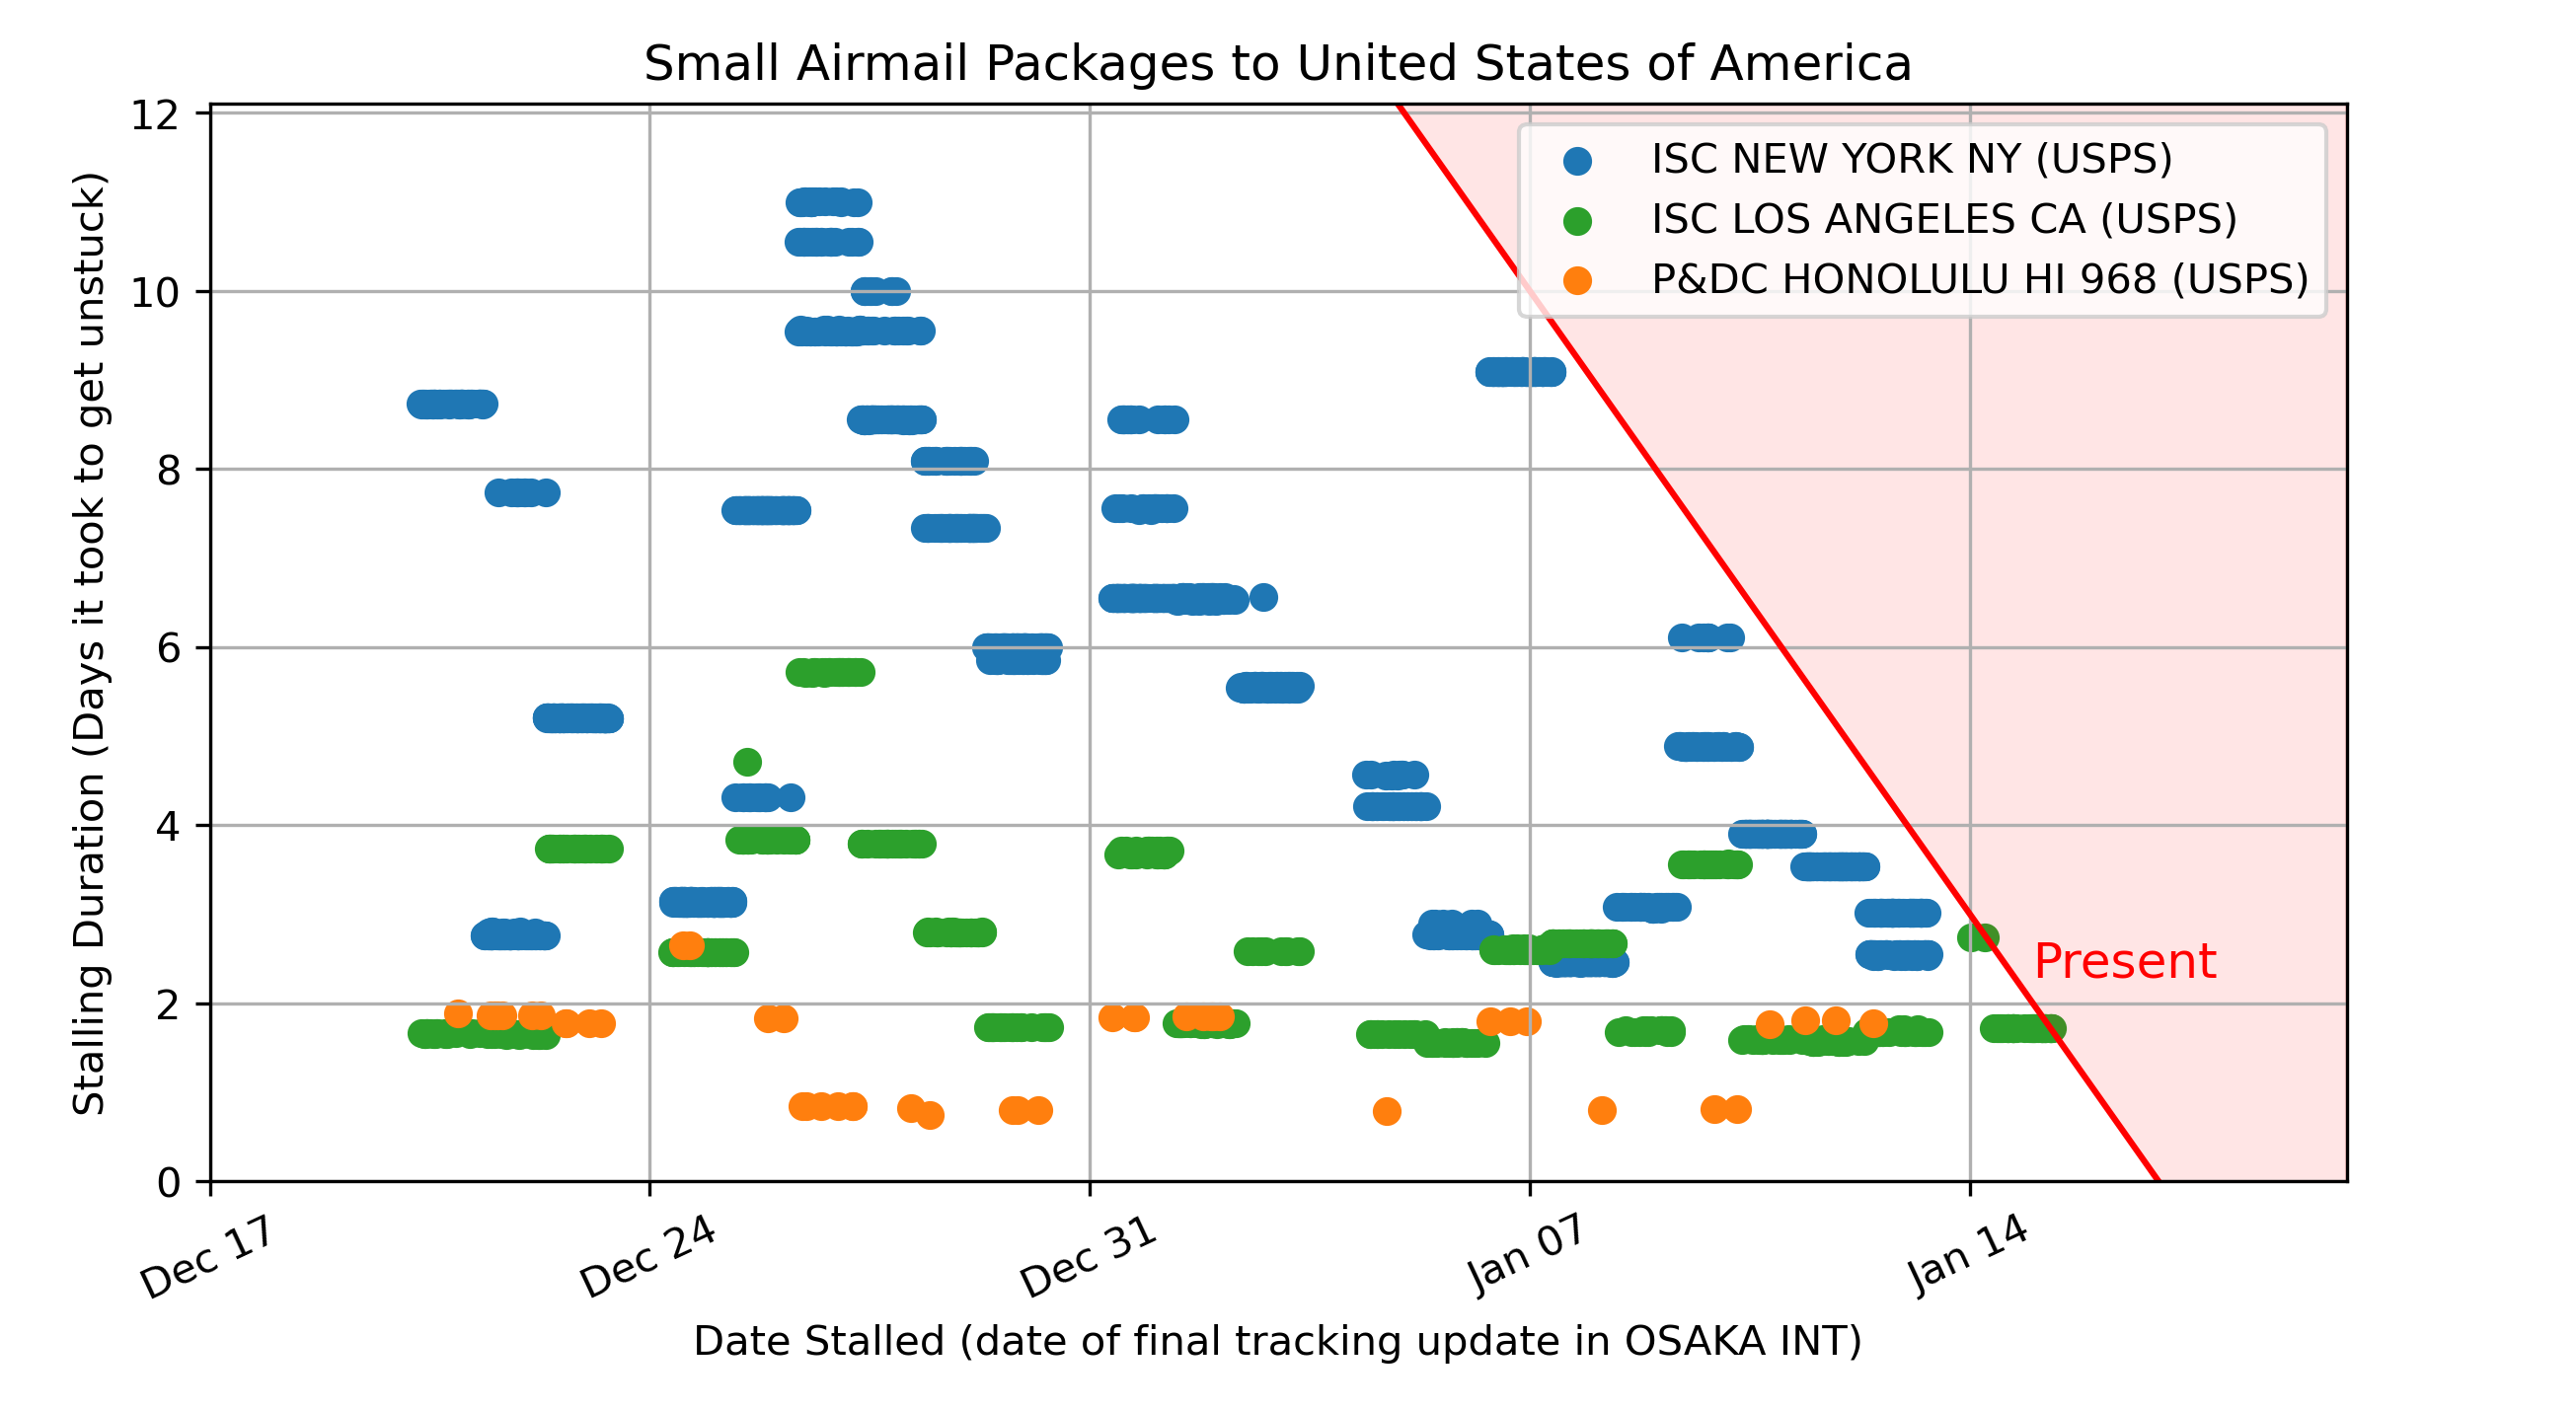 Small Airmail Packages to United States of America
Stalling Duration (Days it took to get unstuck)
12
10
8
6
4
2
0
ISC NEW YORK NY (USPS)
ISC LOS ANGELES CA (USPS)
P&DC HONOLULU HI 968 (USPS)
Present
Dec 17
Dec 24
Dec 31
Jan 07
Jan 14
Date Stalled (date of final tracking update in OSAKA INT)